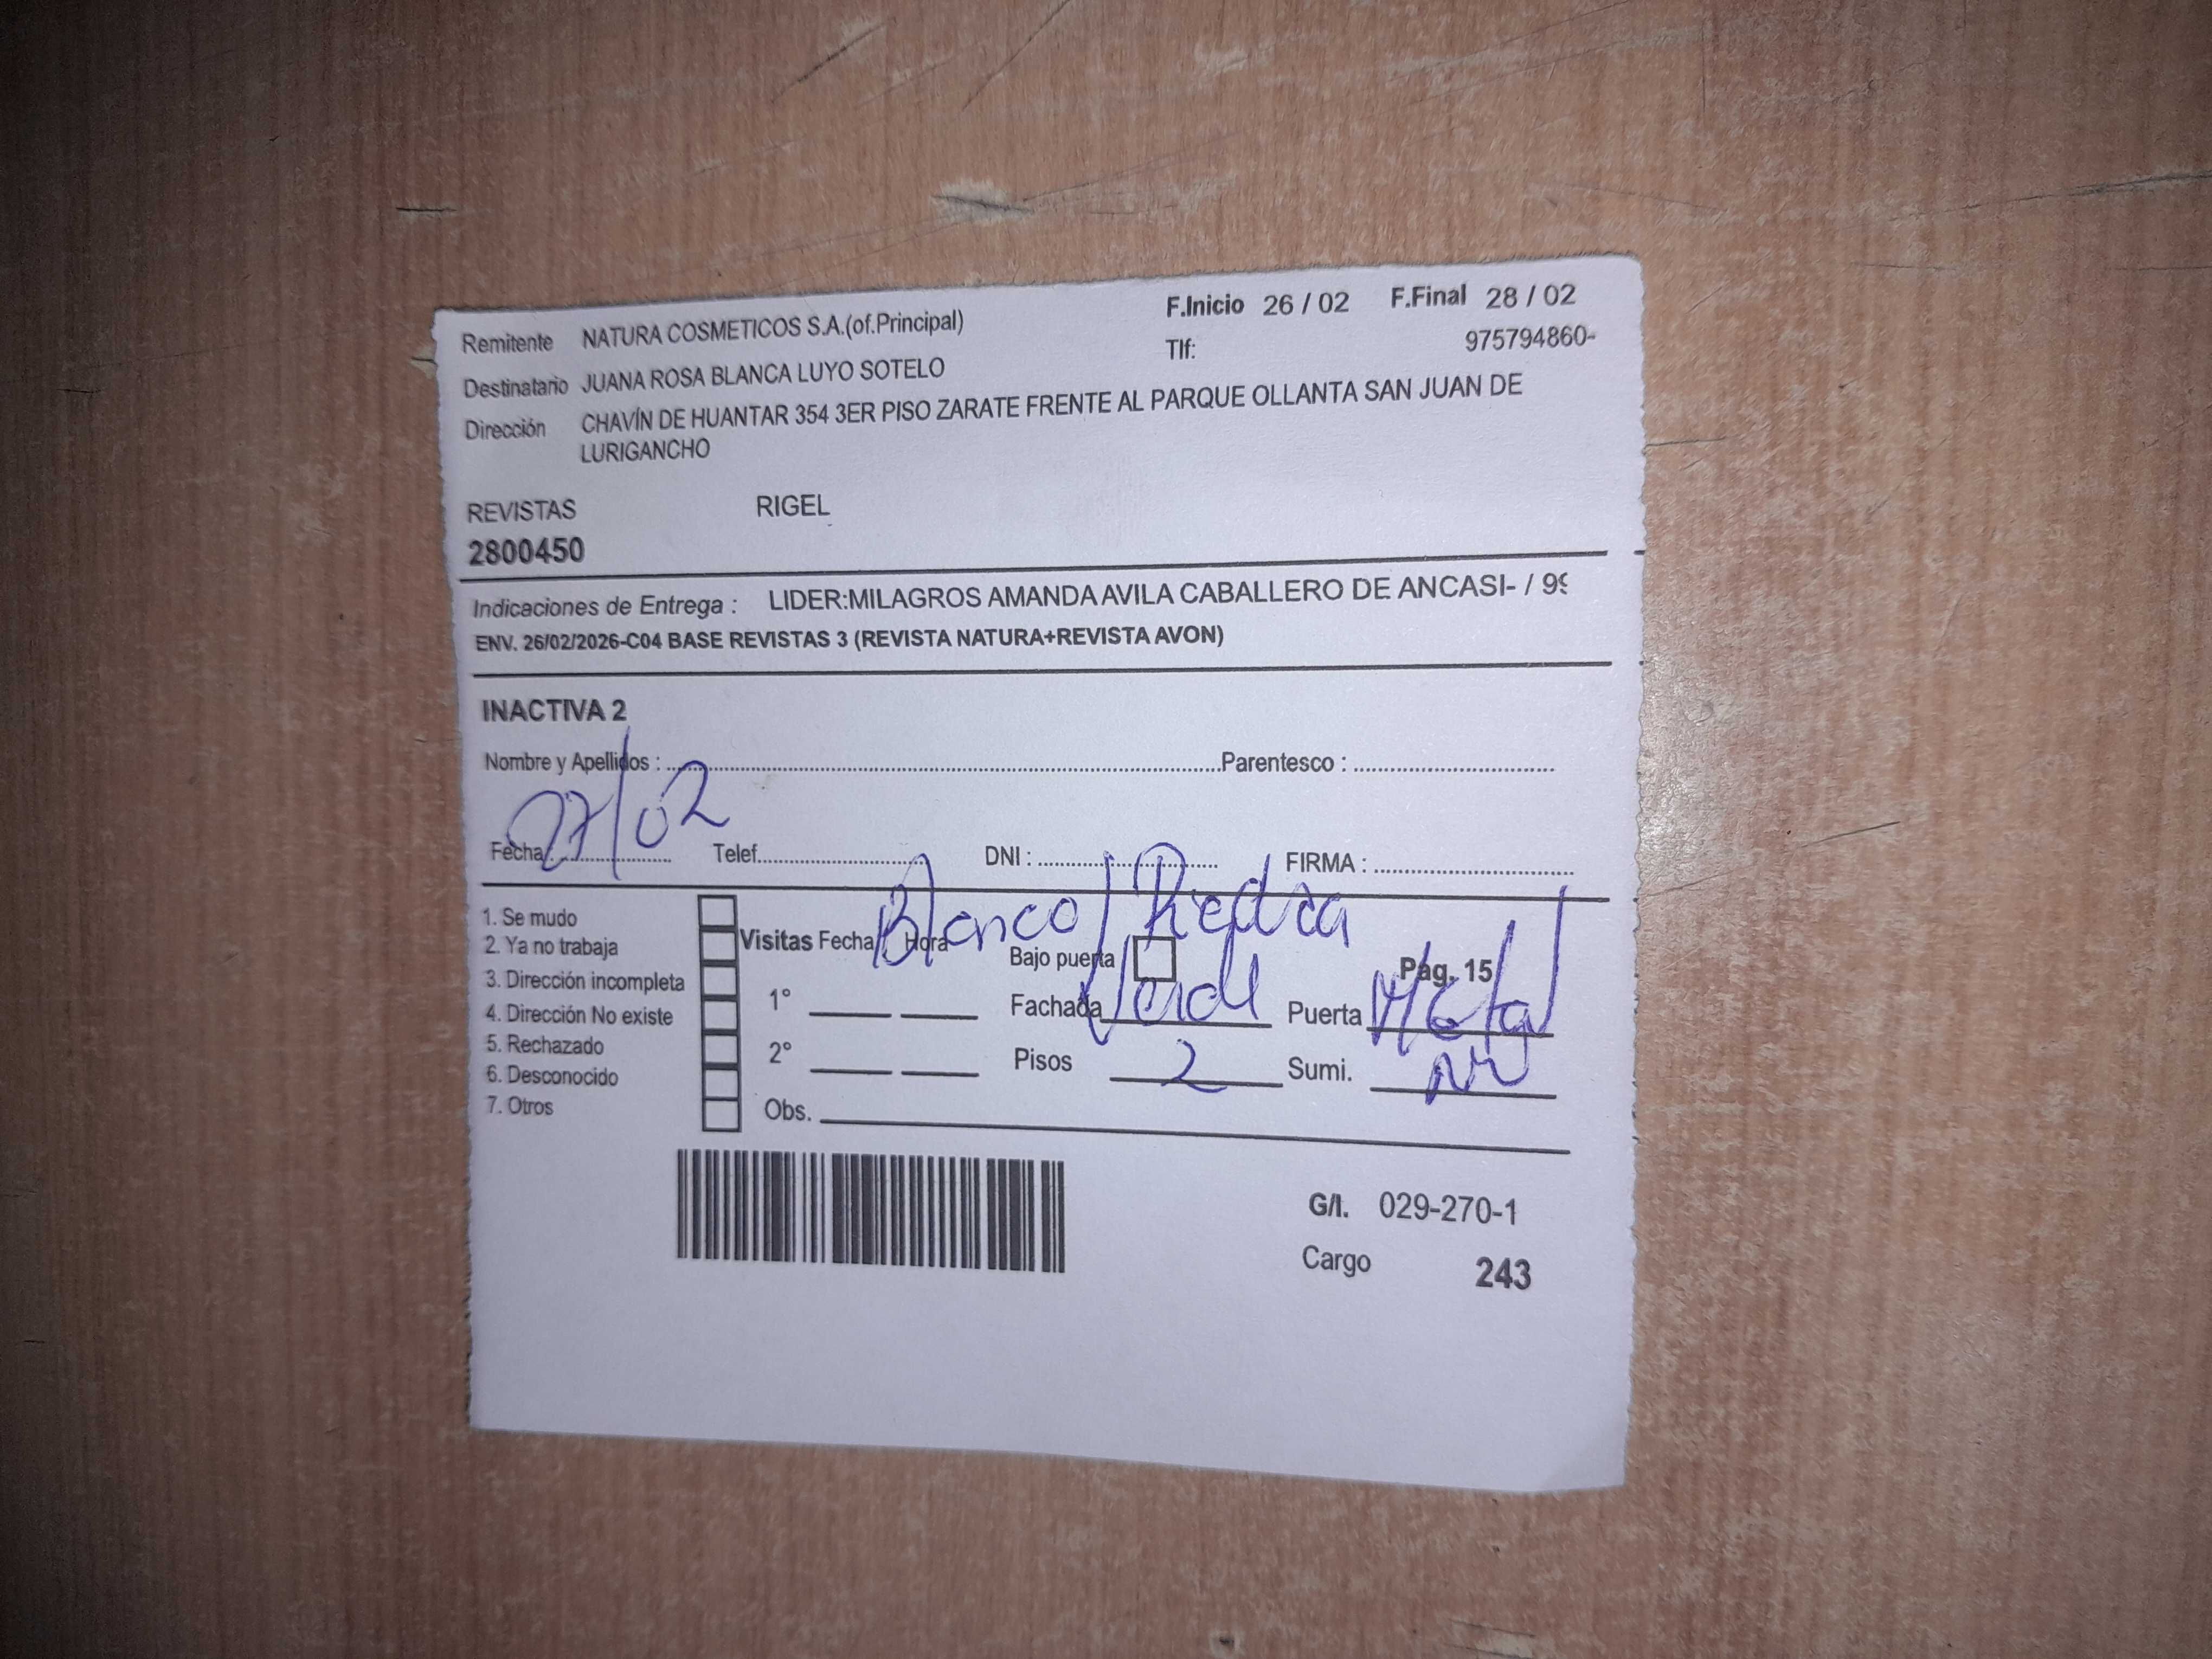 Remitente NATURA COSMETICOS S.A.(of.Principal) F.Inicio 26 / 02 F.Final 28 / 02
Tlf: 975794860-
Destinatario JUANA ROSA BLANCA LUYO SOTELO
Dirección CHAVÍN DE HUANTAR 354 3ER PISO ZARATE FRENTE AL PARQUE OLLANTA SAN JUAN DE
LURIGANCHO
REVISTAS RIGEL
2800450
Indicaciones de Entrega : LIDER:MILAGROS AMANDA AVILA CABALLERO DE ANCASI- / 99
ENV. 26/02/2026-C04 BASE REVISTAS 3 (REVISTA NATURA+REVISTA AVON)
INACTIVA 2
Nombre y Apellidos : Parentesco :
27/02
Fecha: Telef. DNI : FIRMA :
Blanco / Piedra
1. Se mudo
2. Ya no trabaja Visitas Fecha Hora Bajo puerta Pag. 15
3. Dirección incompleta
4. Dirección No existe 1° Fachada Verde Puerta Metal
5. Rechazado 2° Pisos 2 Sumi.
6. Desconocido
7. Otros Obs.
G/I. 029-270-1
Cargo 243